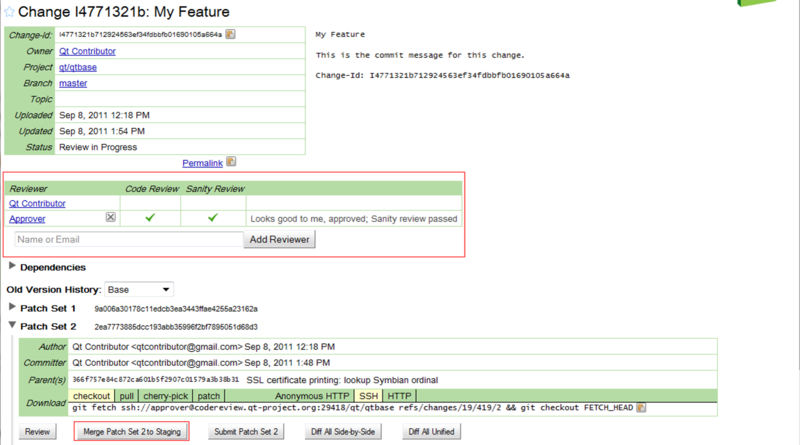 Change I4771321b: My Feature
Change-Id: I4771321b712924563ef34fdbbfb01690105a664a
Owner Qt Contributor
Project qt/qtbase
Branch master
Topic
Uploaded Sep 8, 2011 12:18 PM
Updated Sep 8, 2011 1:54 PM
Status Review in Progress
Permalink
My Feature
This is the commit message for this change.
Change-Id: I4771321b712924563ef34fdbbfb01690105a664a
Reviewer Code Review Sanity Review
Qt Contributor
Approver Looks good to me, approved; Sanity review passed
Name or Email Add Reviewer
Dependencies
Old Version History: Base
Patch Set 1 9a006a30178c11edcb3ea3443ffae4255a23162a
Patch Set 2 2ea7773885dcc193abb35996f2bf7895051d68d3
Author Qt Contributor <qtcontributor@gmail.com> Sep 8, 2011 12:18 PM
Committer Qt Contributor <qtcontributor@gmail.com> Sep 8, 2011 1:48 PM
Parent(s) 366f757e84c872ca601b5f2907c01579a3b38b31 SSL certificate printing: lookup Symbian ordinal
Download checkout pull cherry-pick patch Anonymous HTTP SSH HTTP
git fetch ssh://approver@codereview.qt-project.org:29418/qt/qtbase refs/changes/19/419/2 && git checkout FETCH_HEAD
Review Merge Patch Set 2 to Staging Submit Patch Set 2 Diff All Side-by-Side Diff All Unified